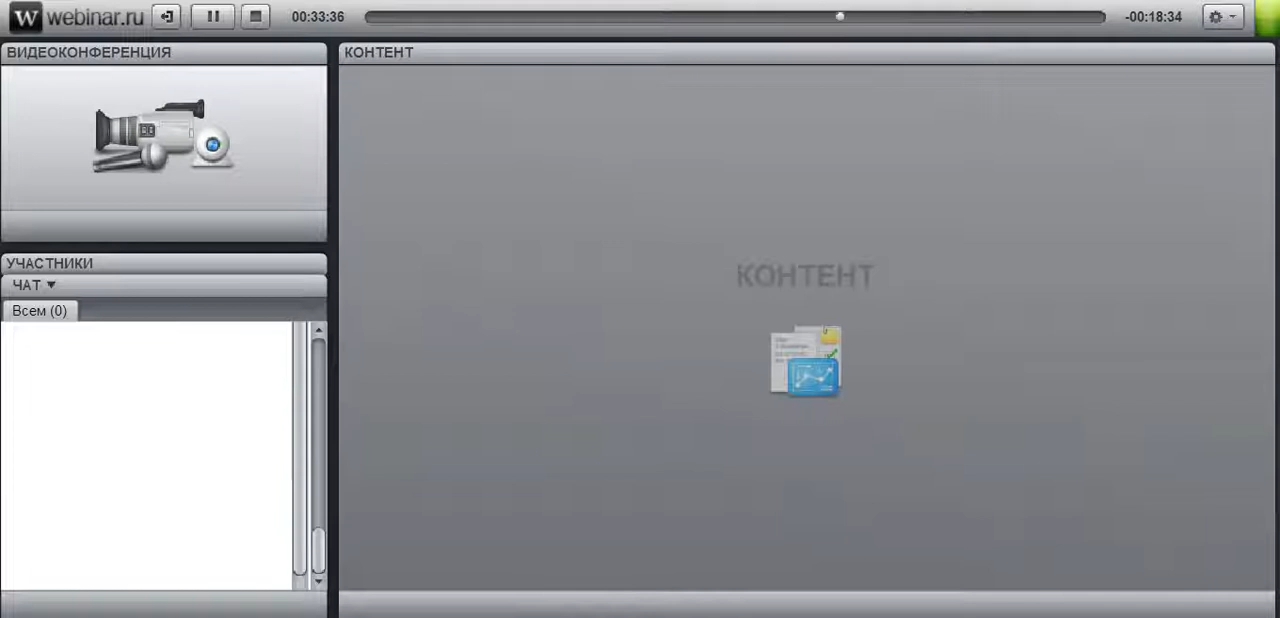 W webinar.ru 00:33:36 -00:18:34
ВИДЕОКОНФЕРЕНЦИЯ
КОНТЕНТ
УЧАСТНИКИ
ЧАТ
Всем (0)
КОНТЕНТ